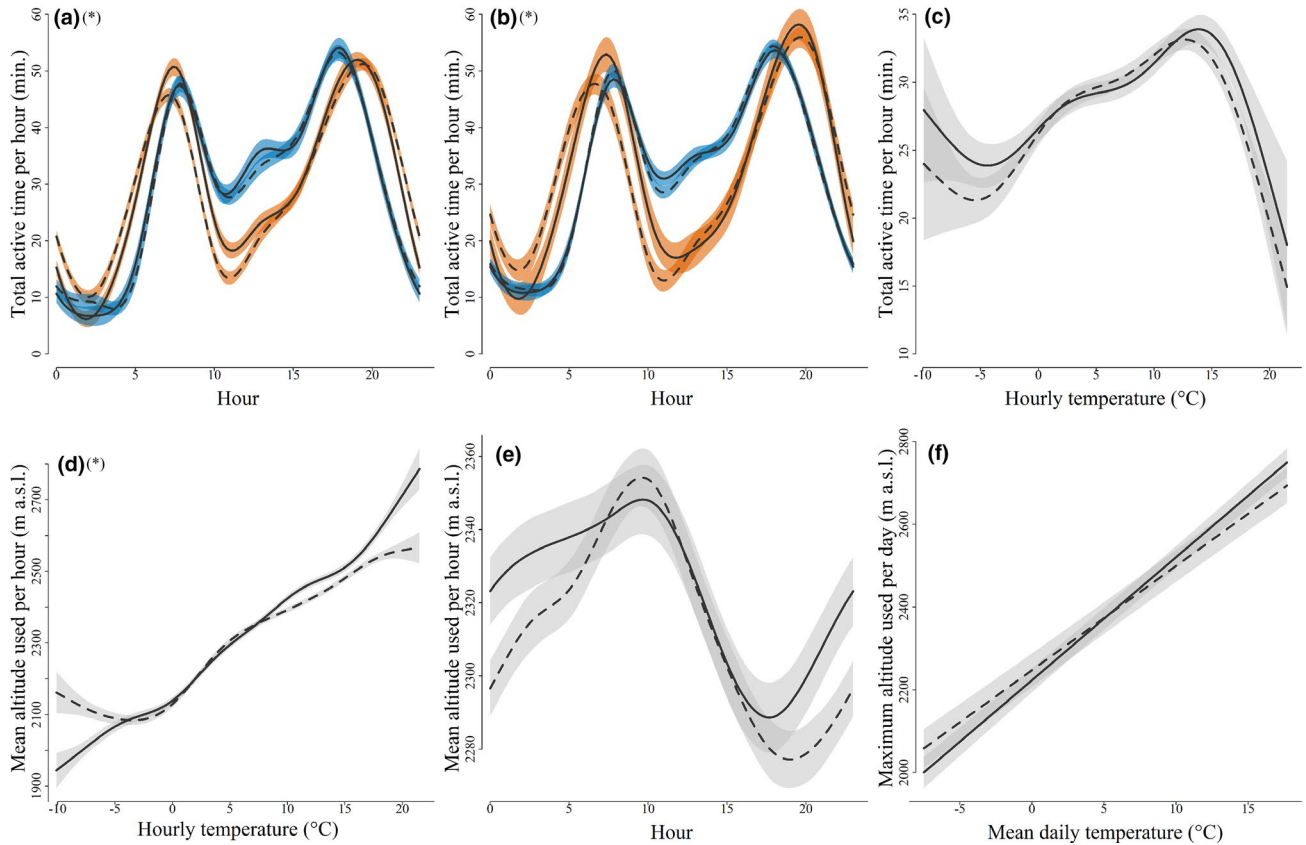 (a)(*)
Total active time per hour (min.)
0 10 20 30 40 50 60
0 5 10 15 20
Hour
(b)(*)
Total active time per hour (min.)
0 10 20 30 40 50 60
0 5 10 15 20
Hour
(c)
Total active time per hour (min.)
10 15 20 25 30 35
-10 -5 0 5 10 15 20
Hourly temperature (°C)
(d)(*)
Mean altitude used per hour (m a.s.l.)
1900 2100 2300 2500 2700
-10 -5 0 5 10 15 20
Hourly temperature (°C)
(e)
Mean altitude used per hour (m a.s.l.)
2280 2300 2320 2340 2360
0 5 10 15 20
Hour
(f)
Maximum altitude used per day (m a.s.l.)
2000 2200 2400 2600 2800
-5 0 5 10 15
Mean daily temperature (°C)